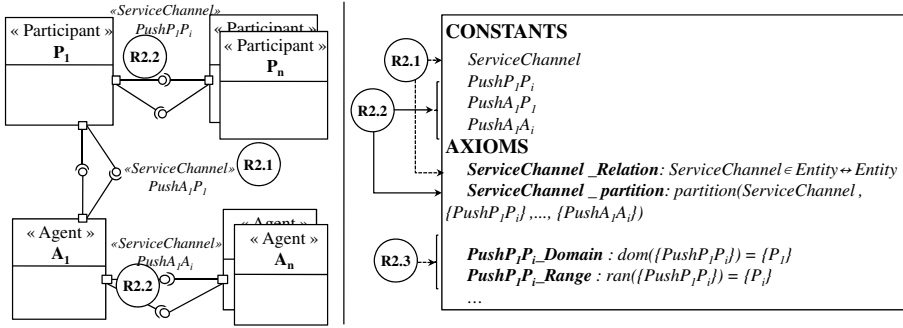 «ServiceChannel»
PushP₁Pᵢ
« Participant »
P₁
R2.2
« Participant »
Pₙ
«ServiceChannel»
PushA₁P₁
R2.1
« Agent »
A₁
«ServiceChannel»
PushA₁Aᵢ
R2.2
« Agent »
Aₙ
R2.1
R2.2
R2.3
CONSTANTS
ServiceChannel
PushP₁Pᵢ
PushA₁P₁
PushA₁Aᵢ
AXIOMS
ServiceChannel _Relation: ServiceChannel ∈ Entity ↔ Entity
ServiceChannel _partition: partition(ServiceChannel ,
{PushP₁Pᵢ} ,..., {PushA₁Aᵢ})
PushP₁Pᵢ_Domain : dom({PushP₁Pᵢ}) = {P₁}
PushP₁Pᵢ_Range : ran({PushP₁Pᵢ}) = {Pᵢ}
...